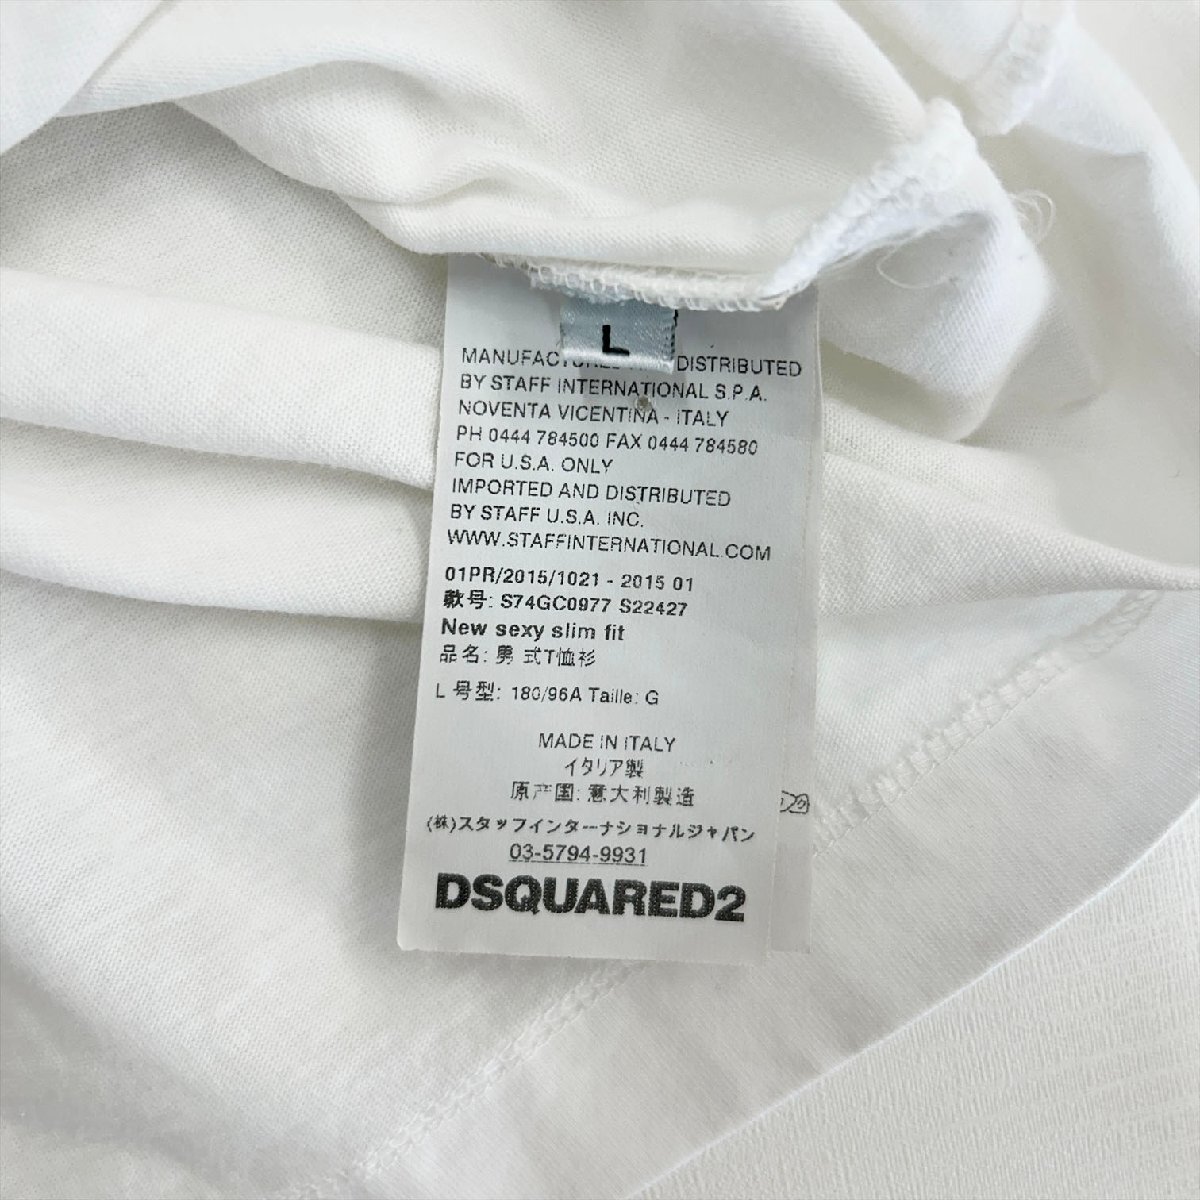 L
MANUFACTURED DISTRIBUTED
BY STAFF INTERNATIONAL S.P.A.
NOVENTA VICENTINA - ITALY
PH 0444 784500 FAX 0444 784580
FOR U.S.A. ONLY
IMPORTED AND DISTRIBUTED
BY STAFF U.S.A. INC.
WWW.STAFFINTERNATIONAL.COM
01PR/2015/1021 - 2015 01
款号: S74GC0977 S22427
New sexy slim fit
品名: 男 式T恤衫
L 号型: 180/96A Taille: G
MADE IN ITALY
イタリア製
原产国: 意大利製造
(株)スタッフインターナショナルジャパン
03-5794-9931
DSQUARED2